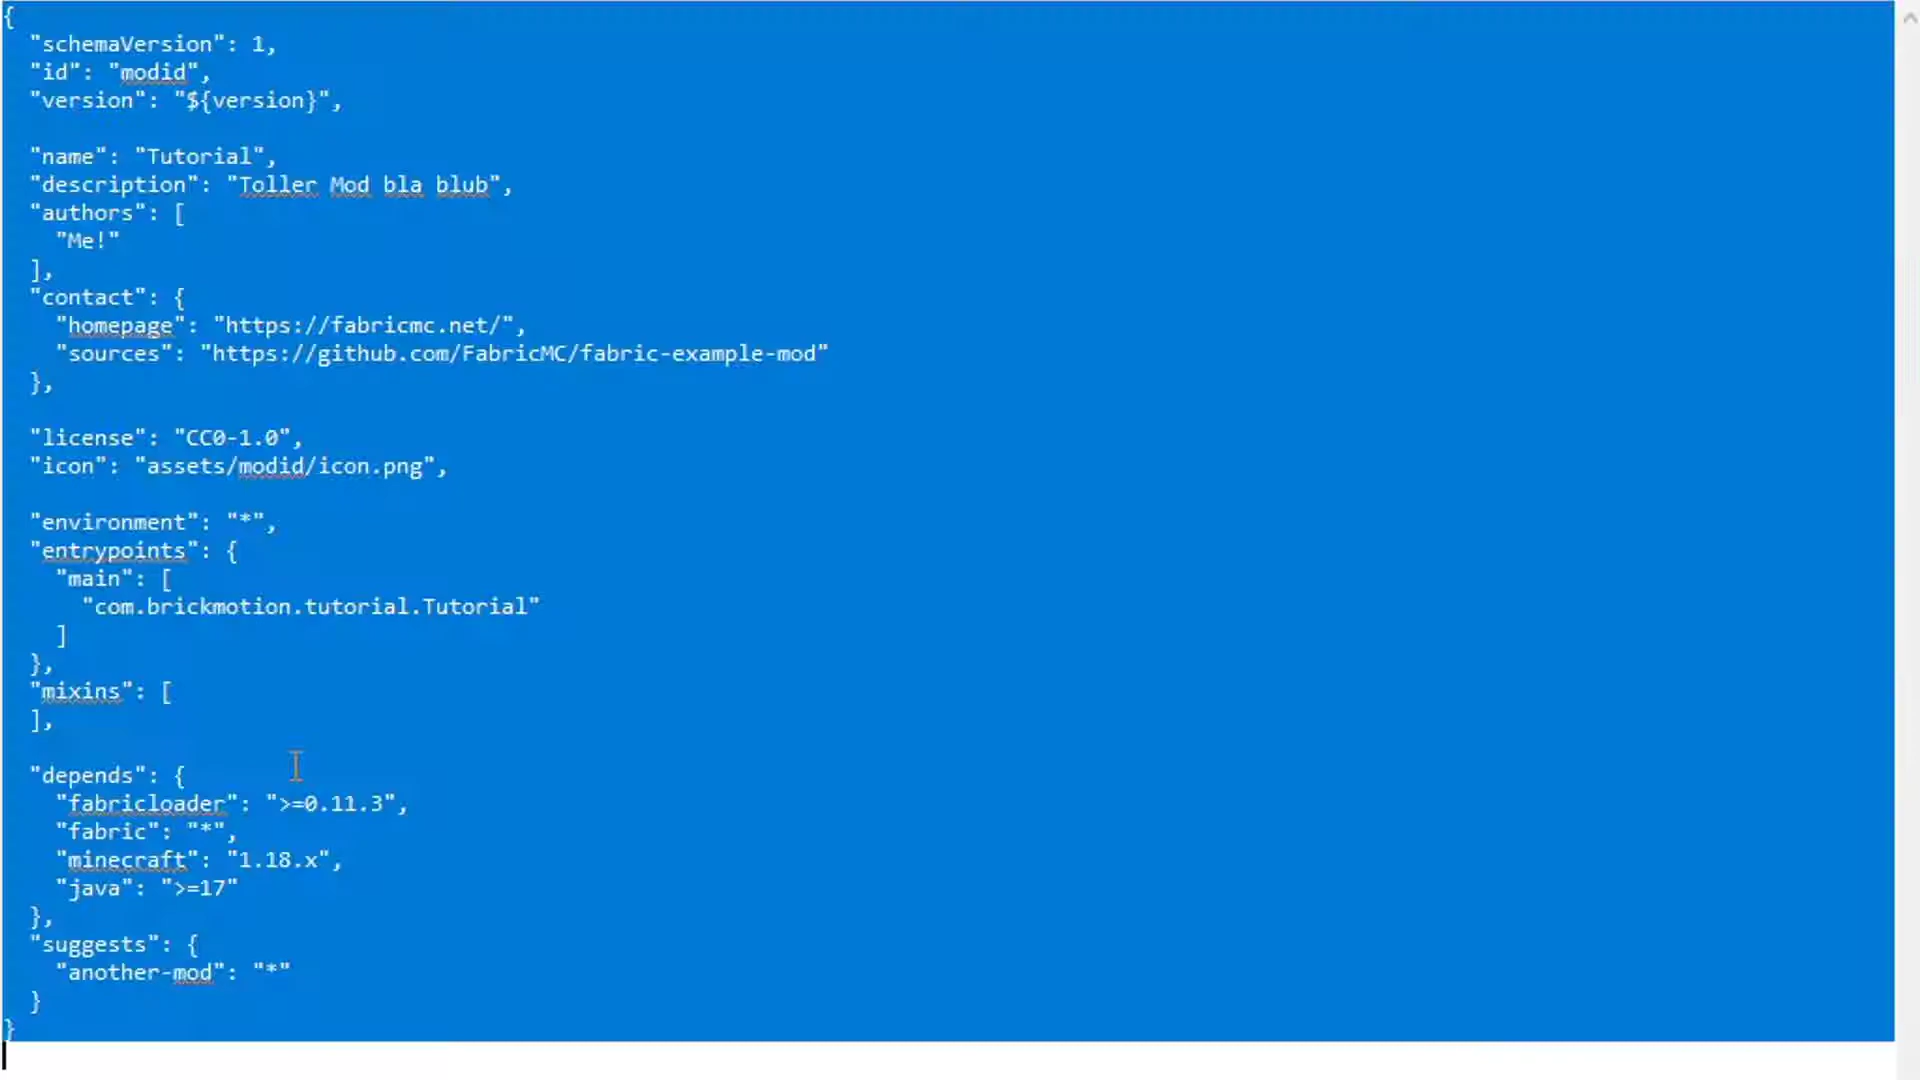 {
  "schemaVersion": 1,
  "id": "modid",
  "version": "${version}",
  "name": "Tutorial",
  "description": "Toller Mod bla blub",
  "authors": [
    "Me!"
  ],
  "contact": {
    "homepage": "https://fabricmc.net/",
    "sources": "https://github.com/FabricMC/fabric-example-mod"
  },
  "license": "CC0-1.0",
  "icon": "assets/modid/icon.png",
  "environment": "*",
  "entrypoints": {
    "main": [
      "com.brickmotion.tutorial.Tutorial"
    ]
  },
  "mixins": [
  ],
  "depends": {
    "fabricloader": ">=0.11.3",
    "fabric": "*",
    "minecraft": "1.18.x",
    "java": ">=17"
  },
  "suggests": {
    "another-mod": "*"
  }
}